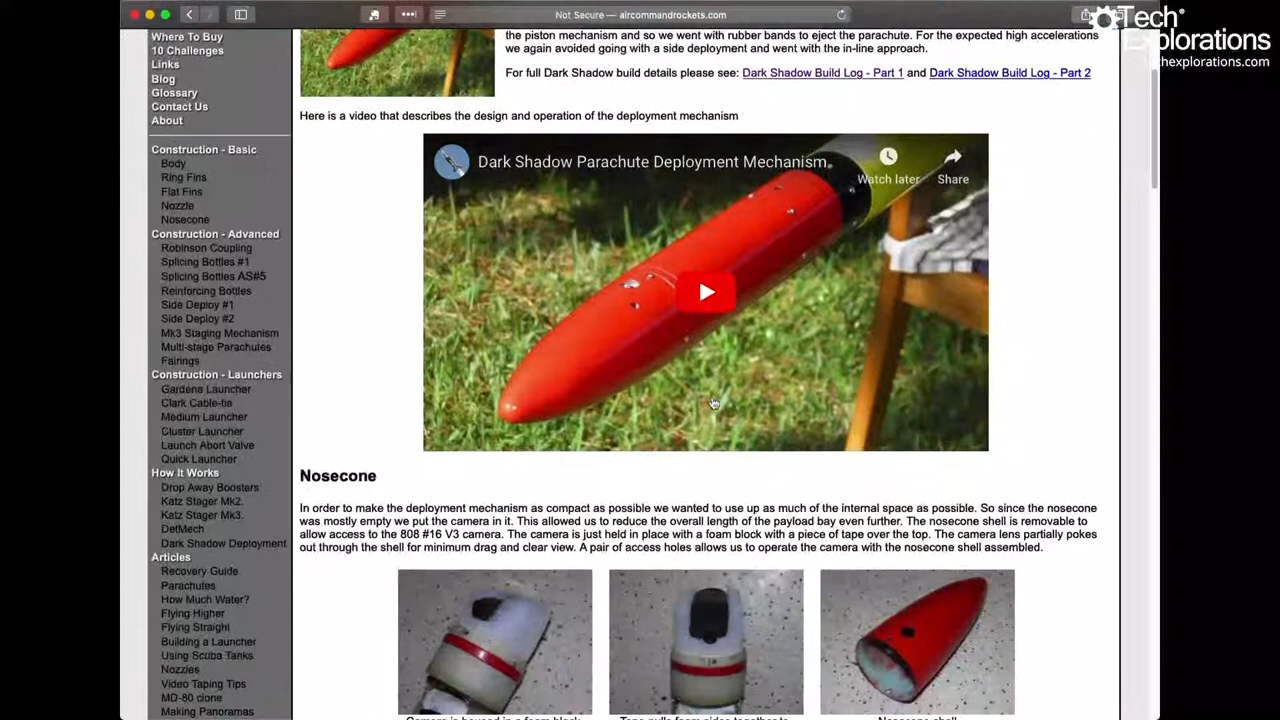 Not Secure — aircommandrockets.com
Tech
Explorations
techexplorations.com
Where To Buy
10 Challenges
Links
Blog
Glossary
Contact Us
About
Construction - Basic
Body
Ring Fins
Flat Fins
Nozzle
Nosecone
Construction - Advanced
Robinson Coupling
Splicing Bottles #1
Splicing Bottles AS#5
Reinforcing Bottles
Side Deploy #1
Side Deploy #2
Mk3 Staging Mechanism
Multi-stage Parachutes
Fairings
Construction - Launchers
Gardena Launcher
Clark Cable-tie
Medium Launcher
Cluster Launcher
Launch Abort Valve
Quick Launcher
How It Works
Drop Away Boosters
Katz Stager Mk2.
Katz Stager Mk3.
DetMech
Dark Shadow Deployment
Articles
Recovery Guide
Parachutes
How Much Water?
Flying Higher
Flying Straight
Building a Launcher
Using Scuba Tanks
Nozzles
Video Taping Tips
MD-80 clone
Making Panoramas
the piston mechanism and so we went with rubber bands to eject the parachute. For the expected high accelerations
we again avoided going with a side deployment and went with the in-line approach.
For full Dark Shadow build details please see: Dark Shadow Build Log - Part 1 and Dark Shadow Build Log - Part 2
Here is a video that describes the design and operation of the deployment mechanism
Dark Shadow Parachute Deployment Mechanism.
Watch later
Share
Nosecone
In order to make the deployment mechanism as compact as possible we wanted to use up as much of the internal space as possible. So since the nosecone
was mostly empty we put the camera in it. This allowed us to reduce the overall length of the payload bay even further. The nosecone shell is removable to
allow access to the 808 #16 V3 camera. The camera is just held in place with a foam block with a piece of tape over the top. The camera lens partially pokes
out through the shell for minimum drag and clear view. A pair of access holes allows us to operate the camera with the nosecone shell assembled.
Camera is housed in a foam block
Tape pulls foam sides together to
Nosecone shell